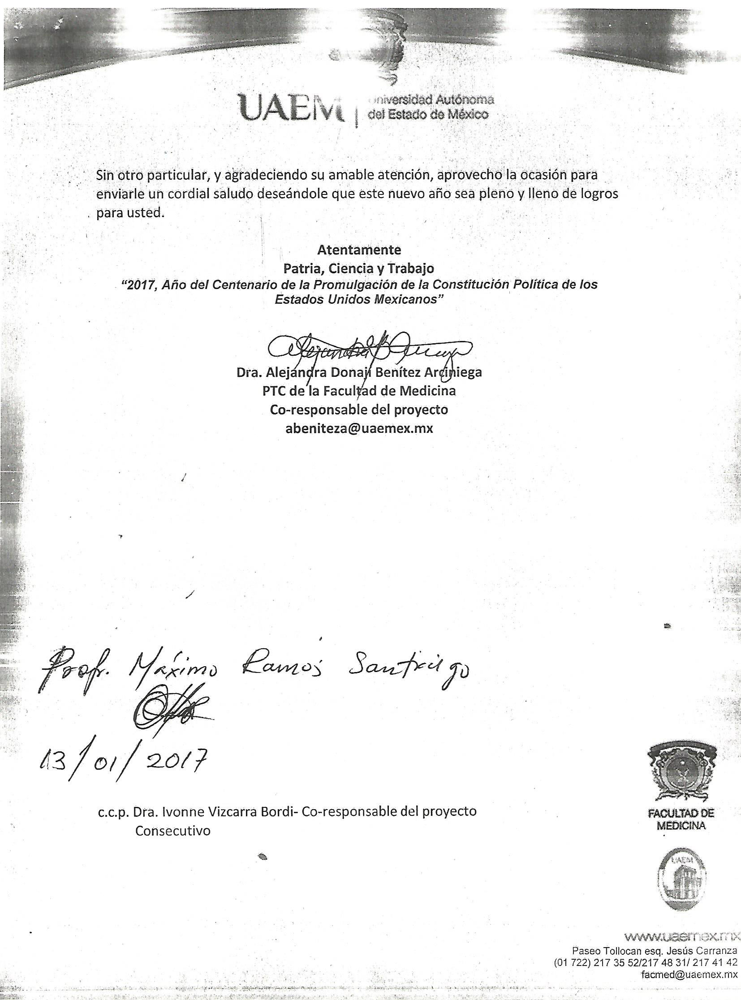 UAEM
Universidad Autónoma
del Estado de México
Sin otro particular, y agradeciendo su amable atención, aprovecho la ocasión para
enviarle un cordial saludo deseándole que este nuevo año sea pleno y lleno de logros
para usted.
Atentamente
Patria, Ciencia y Trabajo
“2017, Año del Centenario de la Promulgación de la Constitución Política de los
Estados Unidos Mexicanos”
Dra. Alejandra Donají Benítez Arciniega
PTC de la Facultad de Medicina
Co-responsable del proyecto
abeniteza@uaemex.mx
Profr. Máximo Ramos Santiago
13/01/2017
c.c.p. Dra. Ivonne Vizcarra Bordi- Co-responsable del proyecto
Consecutivo
FACULTAD DE
MEDICINA
UAEM
www.uaemex.mx
Paseo Tollocan esq. Jesús Carranza
(01 722) 217 35 52/217 48 31/ 217 41 42
facmed@uaemex.mx